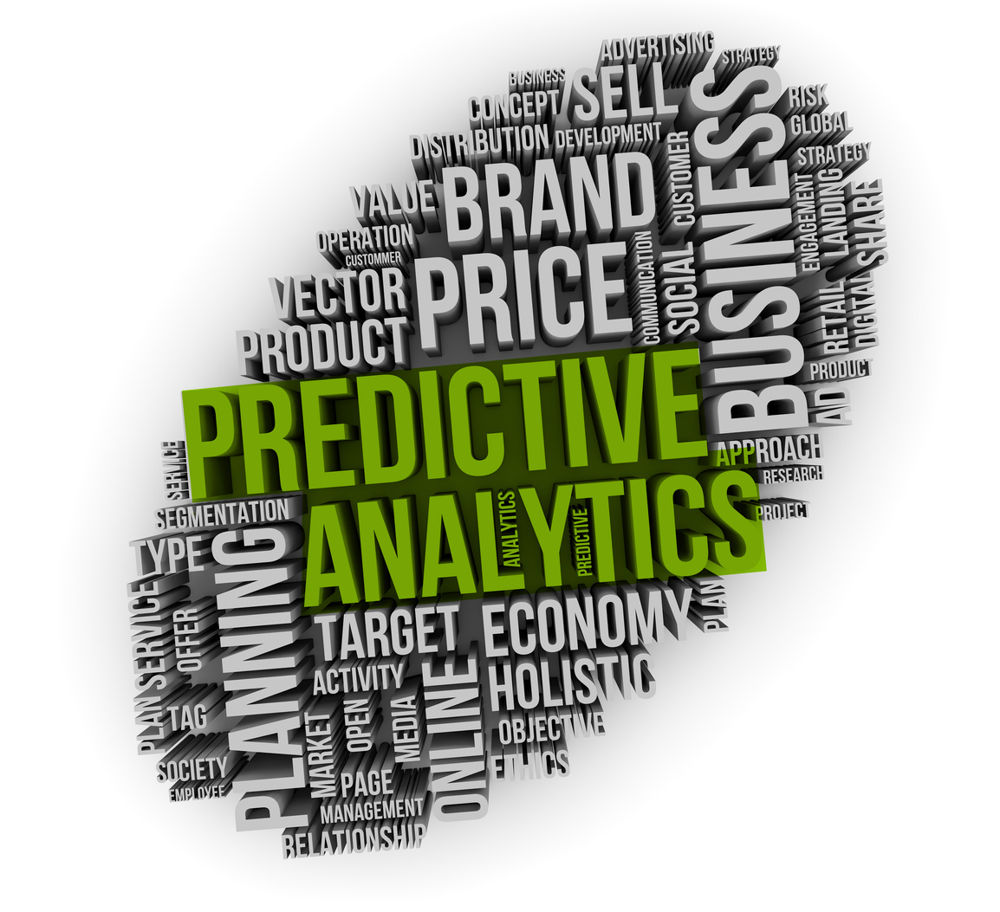 ADVERTISING
STRATEGY
BUSINESS
SELL
CONCEPT
RISK
GLOBAL
DISTRIBUTION
DEVELOPMENT
CUSTOMER
BUSINESS
STRATEGY
BRAND
VALUE
ENGAGEMENT
LANDING
SHARE
OPERATION
CUSTOMMER
COMMUNICATION
SOCIAL
VECTOR
PRICE
RETAIL
DIGITAL
PRODUCT
PRODUCT
AD
PREDICTIVE
APPROACH
SERVICE
RESEARCH
ANALYTICS
ANALYTICS
PREDICTIVE
PROJECT
SEGMENTATION
TYPE
PLANNING
SERVICE
OFFER
PLAN
TARGET
ECONOMY
PLAN
ACTIVITY
HOLISTIC
TAG
MARKET
OPEN
MEDIA
ONLINE
OBJECTIVE
SOCIETY
ETHICS
EMPLOYEE
PAGE
MANAGEMENT
RELATIONSHIP